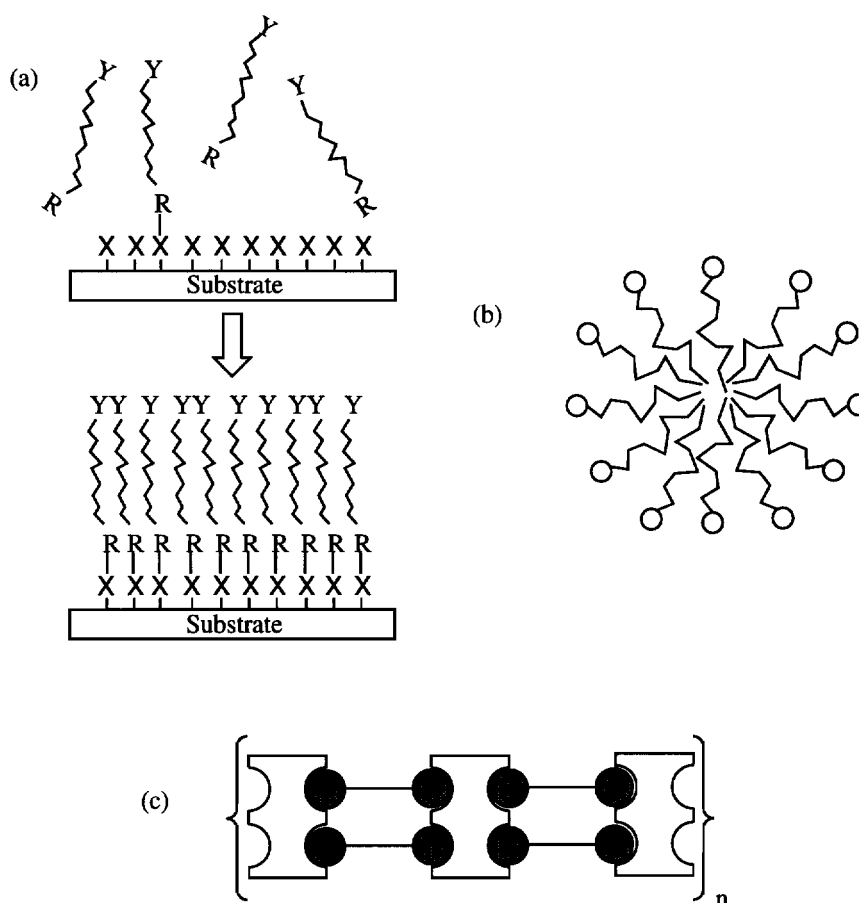 (a)
Y Y Y Y
R R R R
X X X X X X X X X X
Substrate
YY Y YY Y Y YY Y
R R R R R R R R R R
X X X X X X X X X X
Substrate
(b)
(c)
n